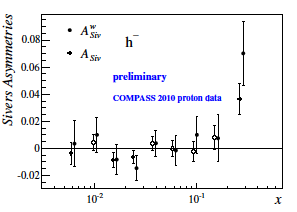 Sivers Asymmetries
0.08
0.06
0.04
0.02
0
-0.02
A^w_Siv
A_Siv
h^-
preliminary
COMPASS 2010 proton data
10^-2
10^-1
x